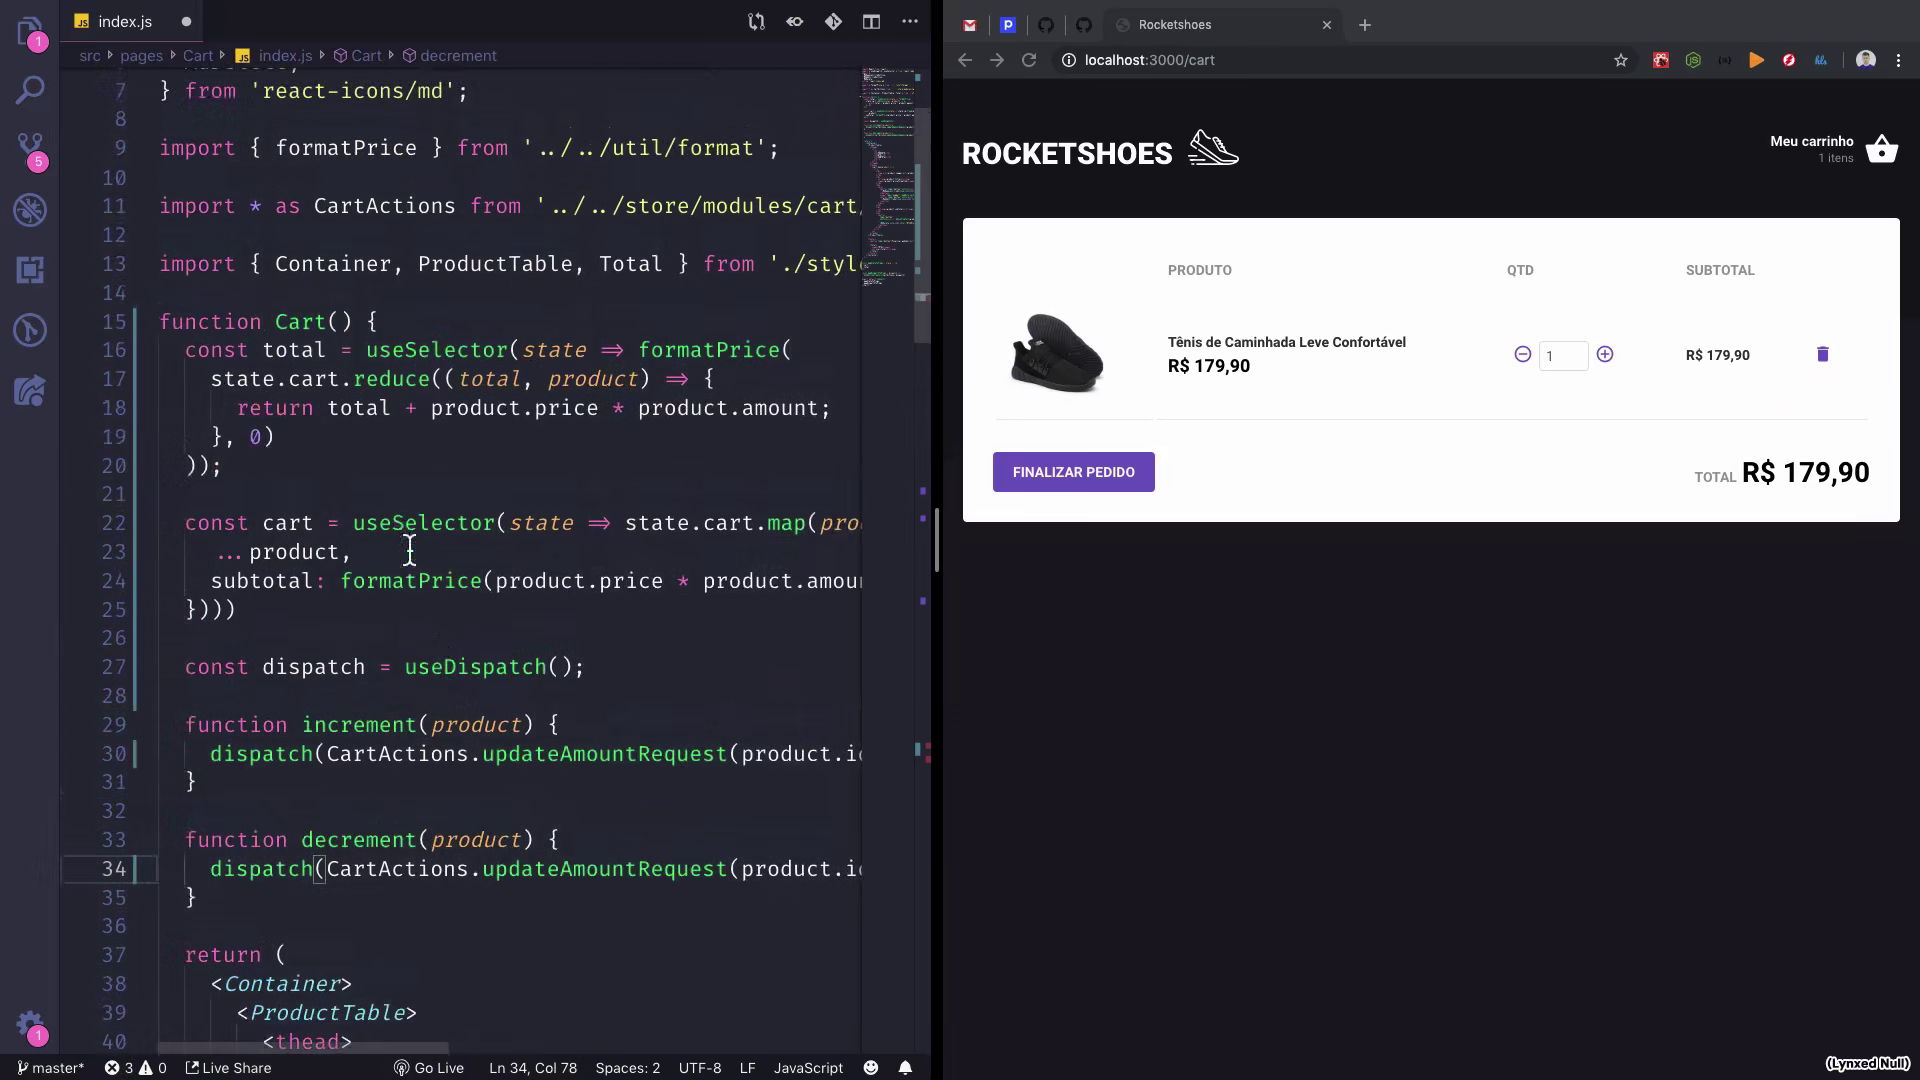 index.js
src › pages › Cart › index.js › Cart › decrement
7 } from 'react-icons/md';
8
9 import { formatPrice } from '../../util/format';
10
11 import * as CartActions from '../../store/modules/cart/
12
13 import { Container, ProductTable, Total } from './style
14
15 function Cart() {
16 const total = useSelector(state => formatPrice(
17 state.cart.reduce((total, product) => {
18 return total + product.price * product.amount;
19 }, 0)
20 ));
21
22 const cart = useSelector(state => state.cart.map(pro
23 ...product,
24 subtotal: formatPrice(product.price * product.amou
25 })))
26
27 const dispatch = useDispatch();
28
29 function increment(product) {
30 dispatch(CartActions.updateAmountRequest(product.id
31 }
32
33 function decrement(product) {
34 dispatch(CartActions.updateAmountRequest(product.id
35 }
36
37 return (
38 <Container>
39 <ProductTable>
40 <thead>
1
5
1
master* 3 0 Live Share Go Live Ln 34, Col 78 Spaces: 2 UTF-8 LF JavaScript
Rocketshoes
localhost:3000/cart
ROCKETSHOES
Meu carrinho
1 itens
PRODUTO QTD SUBTOTAL
Tênis de Caminhada Leve Confortável
R$ 179,90
1
R$ 179,90
FINALIZAR PEDIDO
TOTAL R$ 179,90
(Lynxed Null)